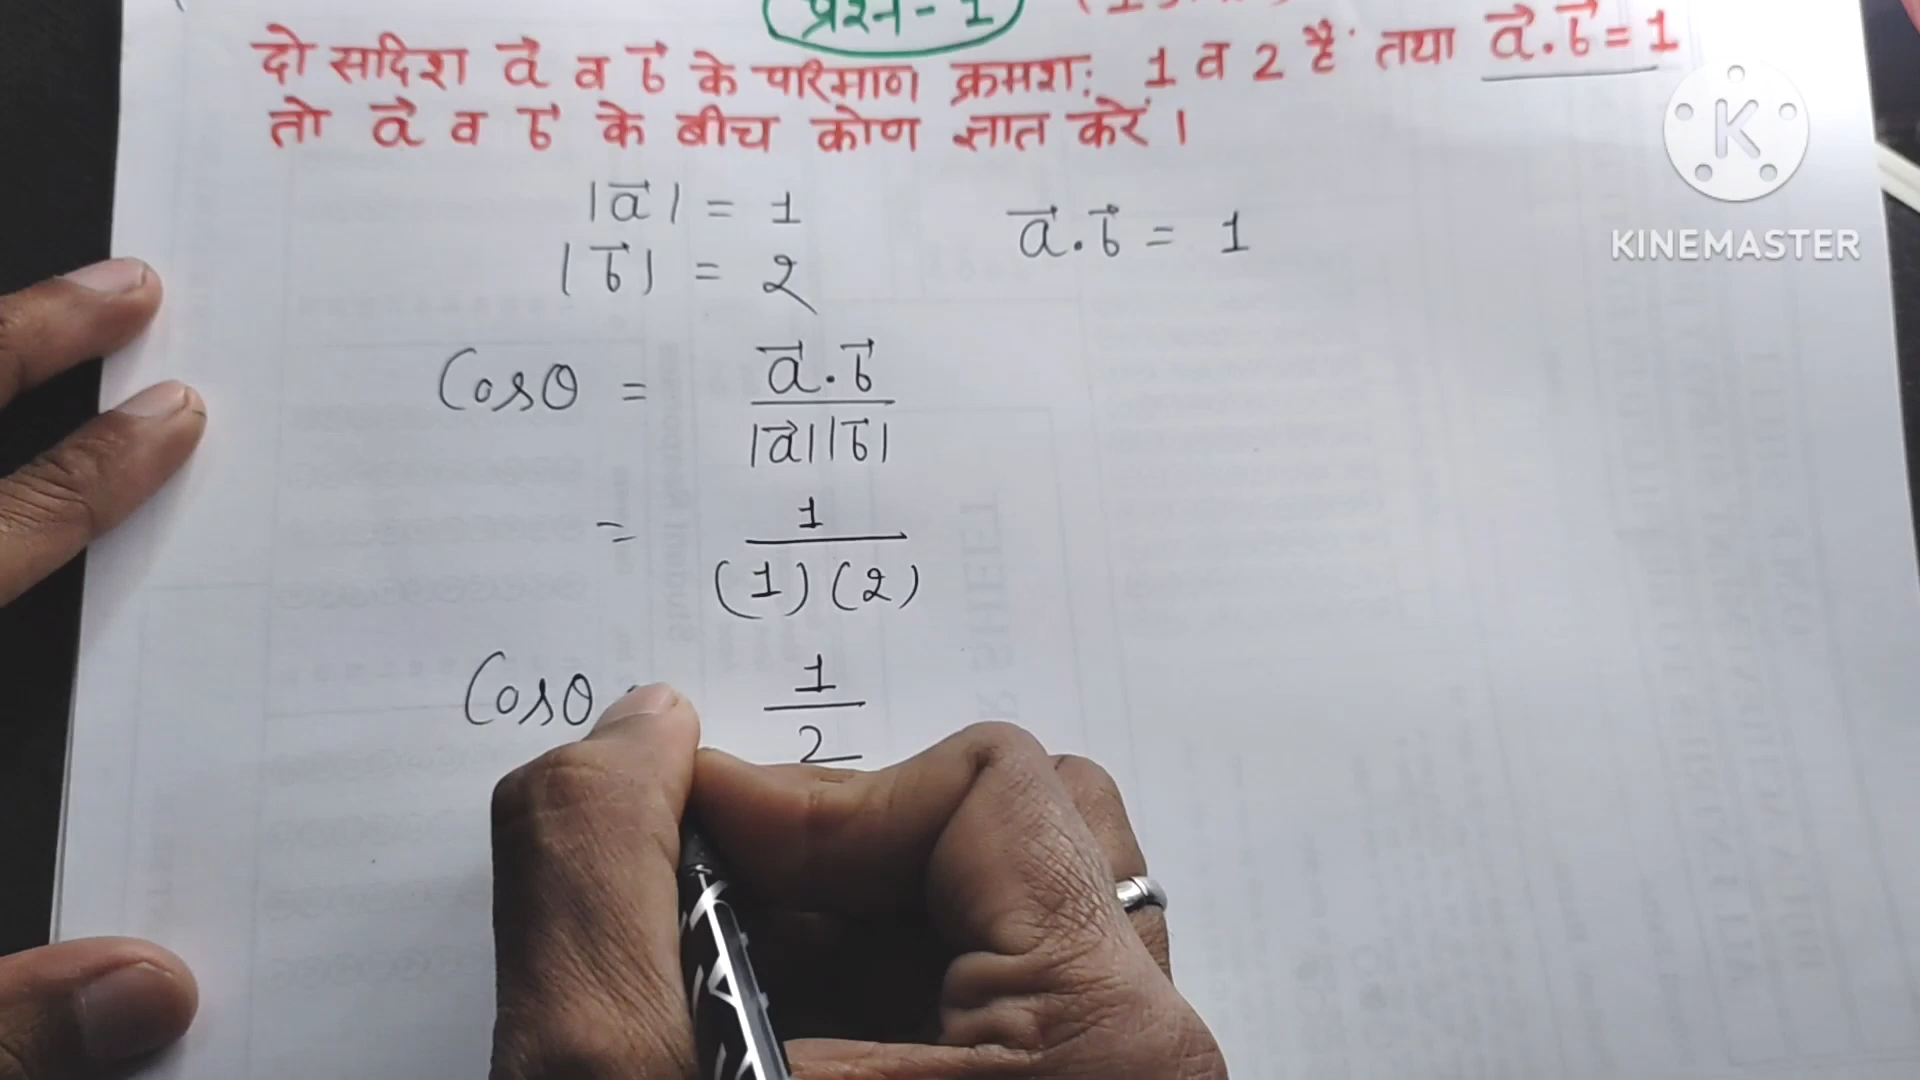 प्रश्न - 1
दो सदिश a⃗ व b⃗ के परिमाण क्रमश: 1 व 2 है तथा a⃗.b⃗ = 1
तो a⃗ व b⃗ के बीच कोण ज्ञात करें।
|a⃗| = 1
a⃗.b⃗ = 1
|b⃗| = 2
Cosθ = a⃗.b⃗ / |a⃗||b⃗|
= 1 / (1)(2)
Cosθ = 1 / 2
K
KINEMASTER